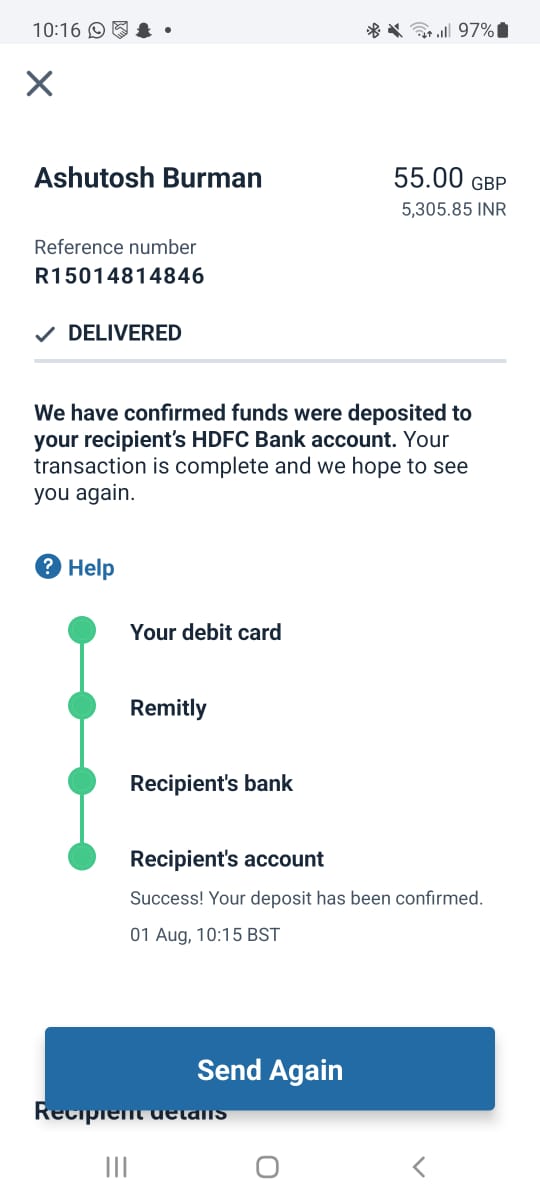 10:16 97%
Ashutosh Burman 55.00 GBP
5,305.85 INR
Reference number
R15014814846
DELIVERED
We have confirmed funds were deposited to
your recipient's HDFC Bank account. Your
transaction is complete and we hope to see
you again.
? Help
Your debit card
Remitly
Recipient's bank
Recipient's account
Success! Your deposit has been confirmed.
01 Aug, 10:15 BST
Send Again
Recipient details